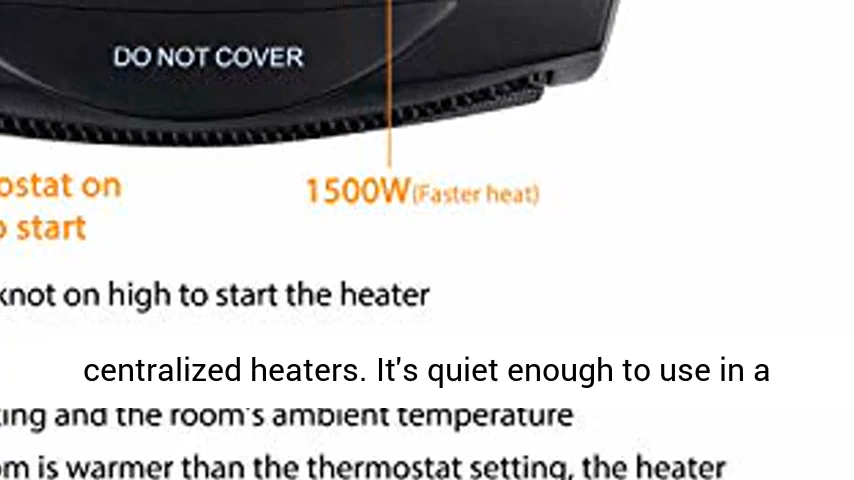 DO NOT COVER
ostat on
1500W(Faster heat)
o start
knot on high to start the heater
centralized heaters. It's quiet enough to use in a
ing and the room's ambient temperature
om is warmer than the thermostat setting, the heater